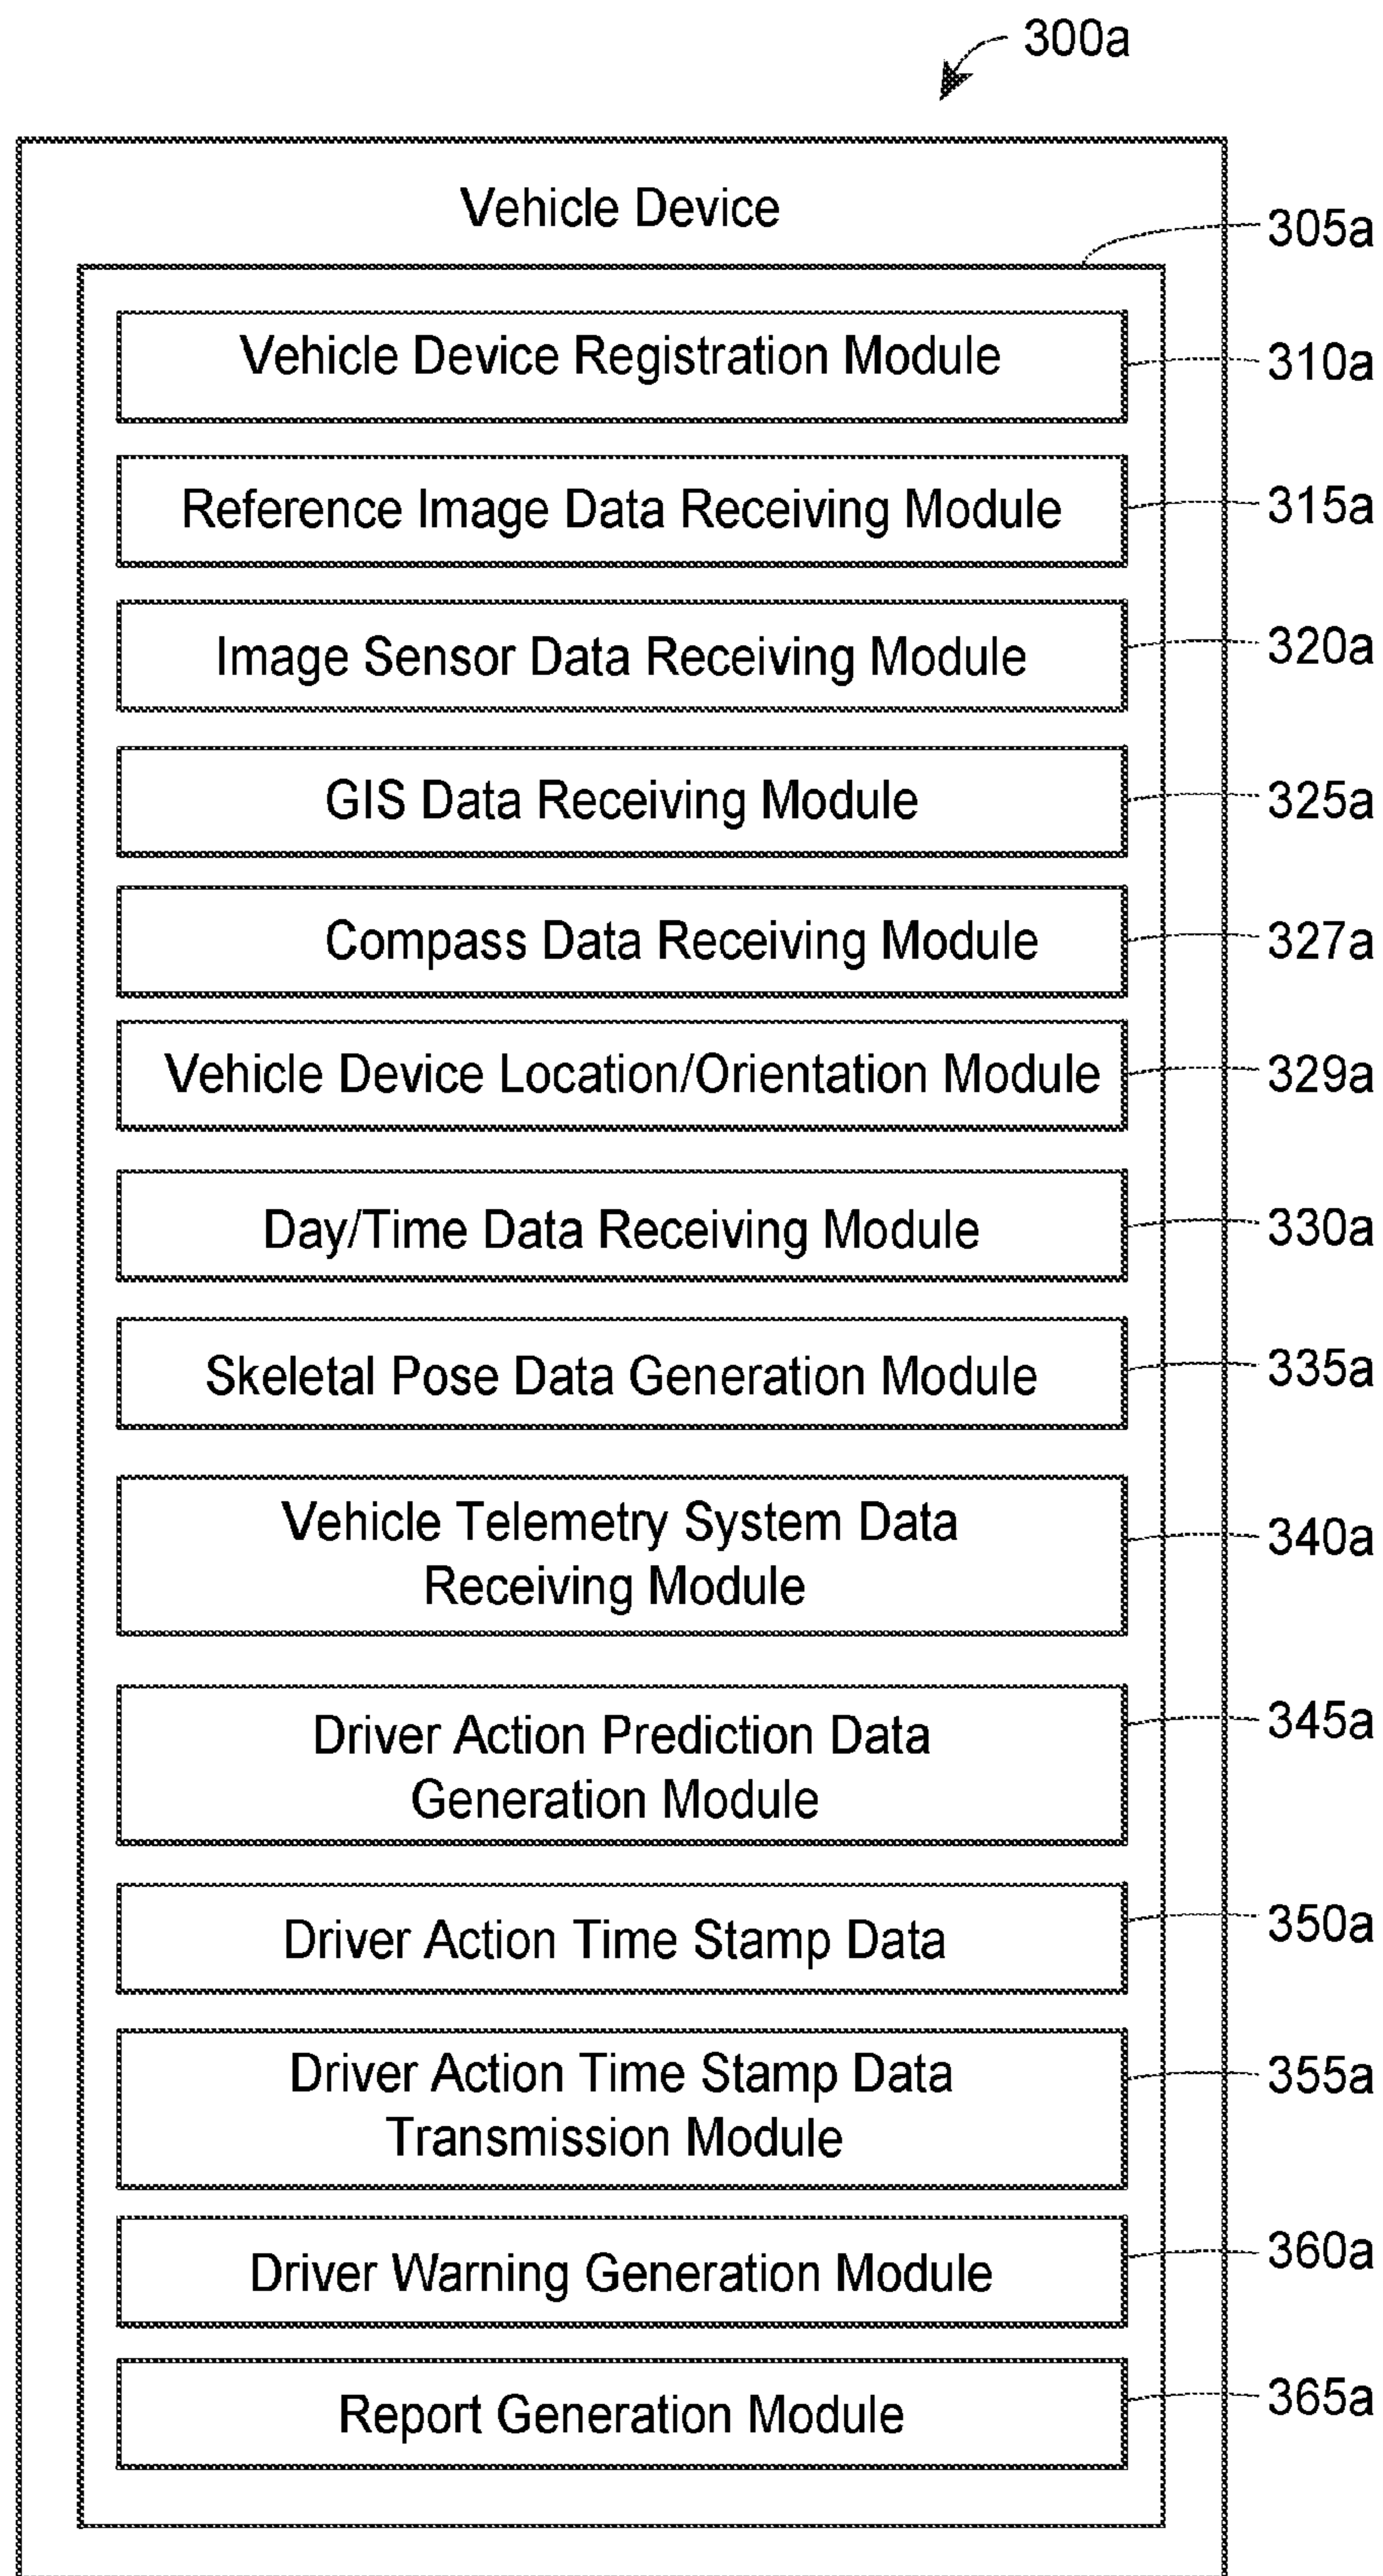 300a
Vehicle Device
305a
Vehicle Device Registration Module
310a
Reference Image Data Receiving Module
315a
Image Sensor Data Receiving Module
320a
GIS Data Receiving Module
325a
Compass Data Receiving Module
327a
Vehicle Device Location/Orientation Module
329a
Day/Time Data Receiving Module
330a
Skeletal Pose Data Generation Module
335a
Vehicle Telemetry System Data
Receiving Module
340a
Driver Action Prediction Data
Generation Module
345a
Driver Action Time Stamp Data
350a
Driver Action Time Stamp Data
Transmission Module
355a
Driver Warning Generation Module
360a
Report Generation Module
365a